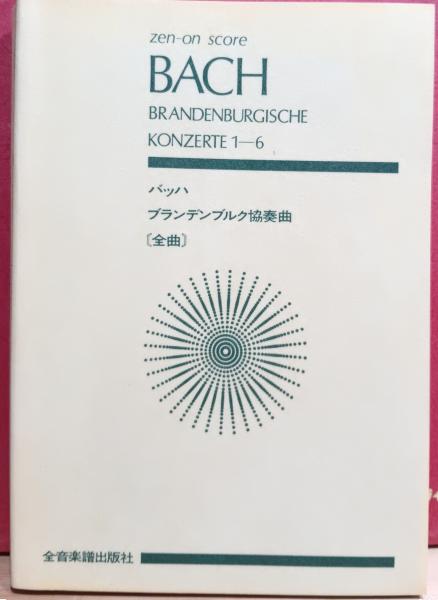 zen-on score
BACH
BRANDENBURGISCHE
KONZERTE 1—6
バッハ
ブランデンブルク協奏曲
〔全曲〕
全音楽譜出版社